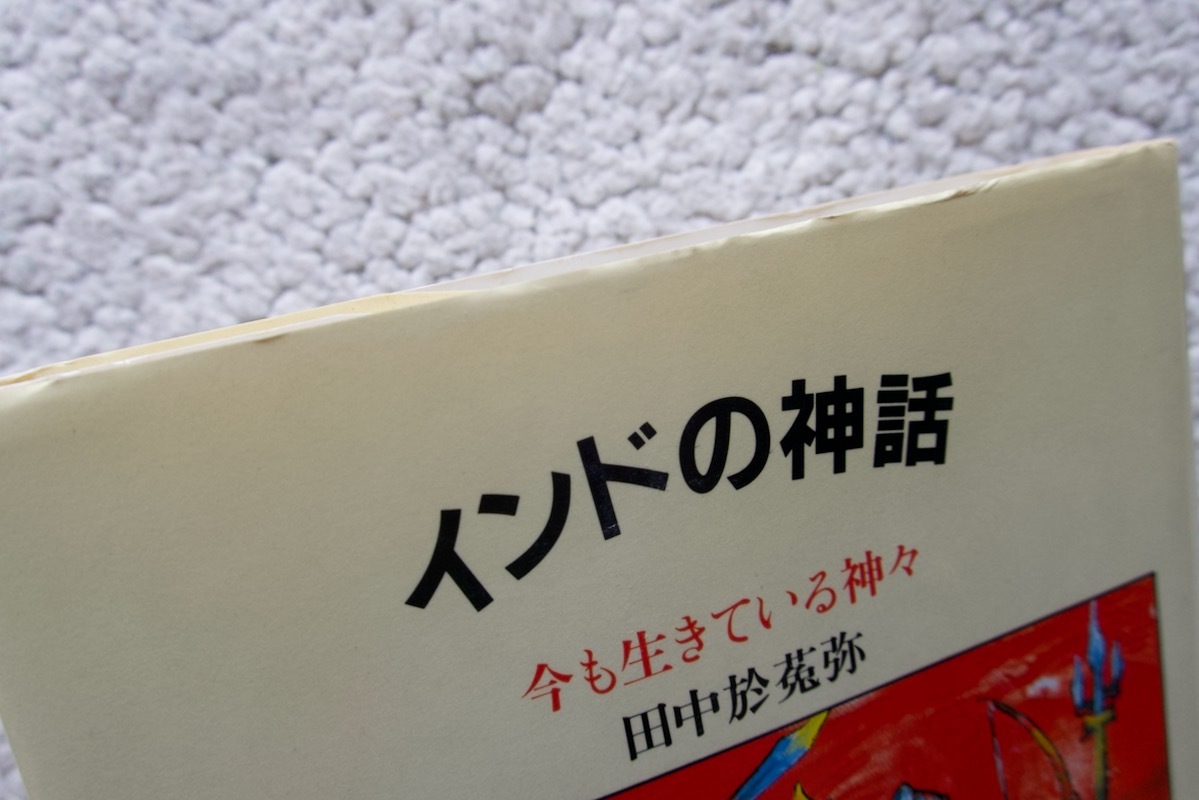 インドの神話
今も生きている神々
田中於菟弥